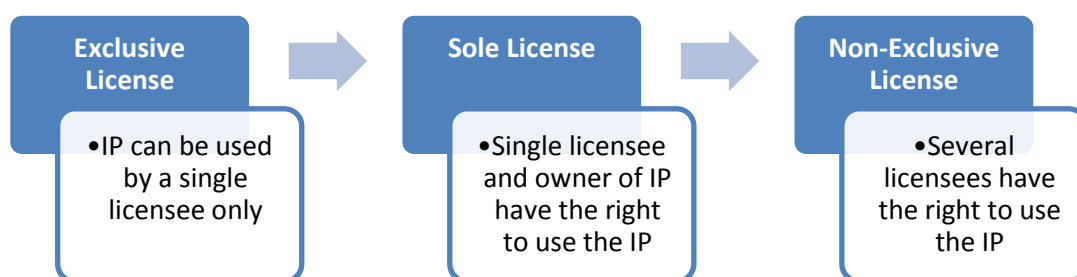 Exclusive
License
•IP can be used
by a single
licensee only
Sole License
•Single licensee
and owner of IP
have the right
to use the IP
Non-Exclusive
License
•Several
licensees have
the right to use
the IP